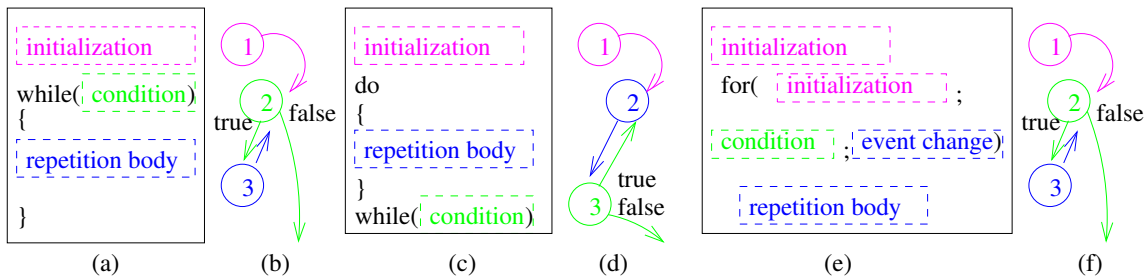 initialization
while( condition)
{
repetition body
}
(a)
1
2
true
false
3
(b)
initialization
do
{
repetition body
}
while( condition)
(c)
1
2
3
true
false
(d)
initialization
for( initialization ;
condition ; event change)
repetition body
(e)
1
2
true
false
3
(f)